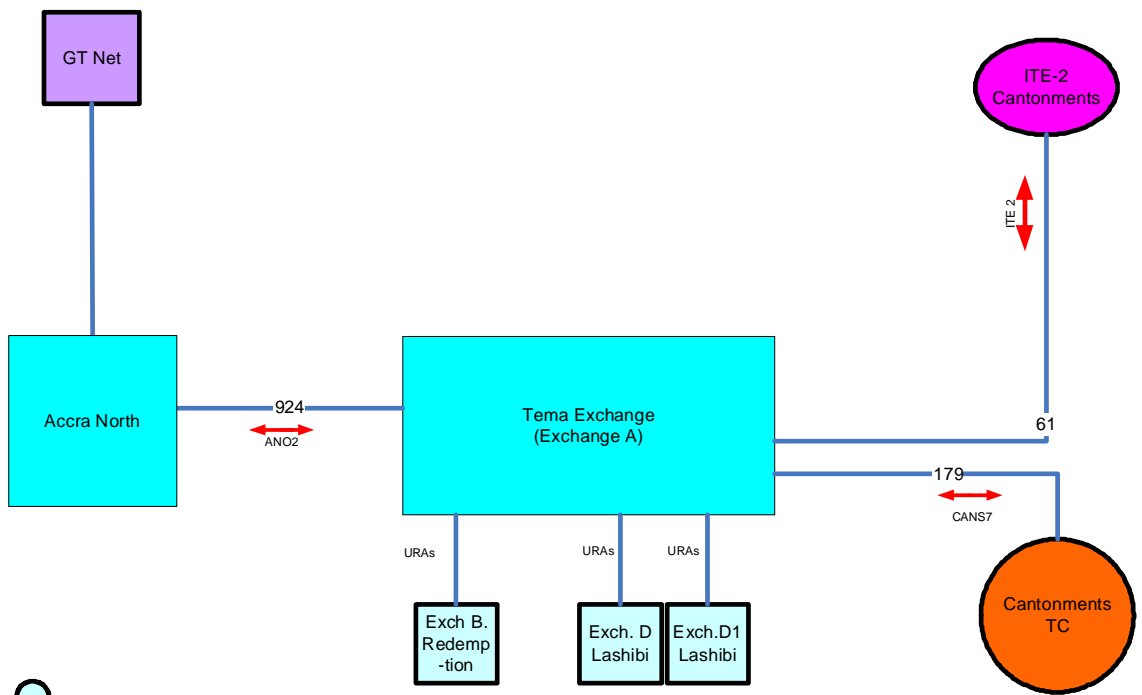 GT Net
ITE-2
Cantonments
ITE 2
Accra North
924
ANO2
Tema Exchange
(Exchange A)
61
179
CANS7
URAs
URAs
URAs
Exch B.
Redemp
-tion
Exch. D
Lashibi
Exch.D1
Lashibi
Cantonments
TC